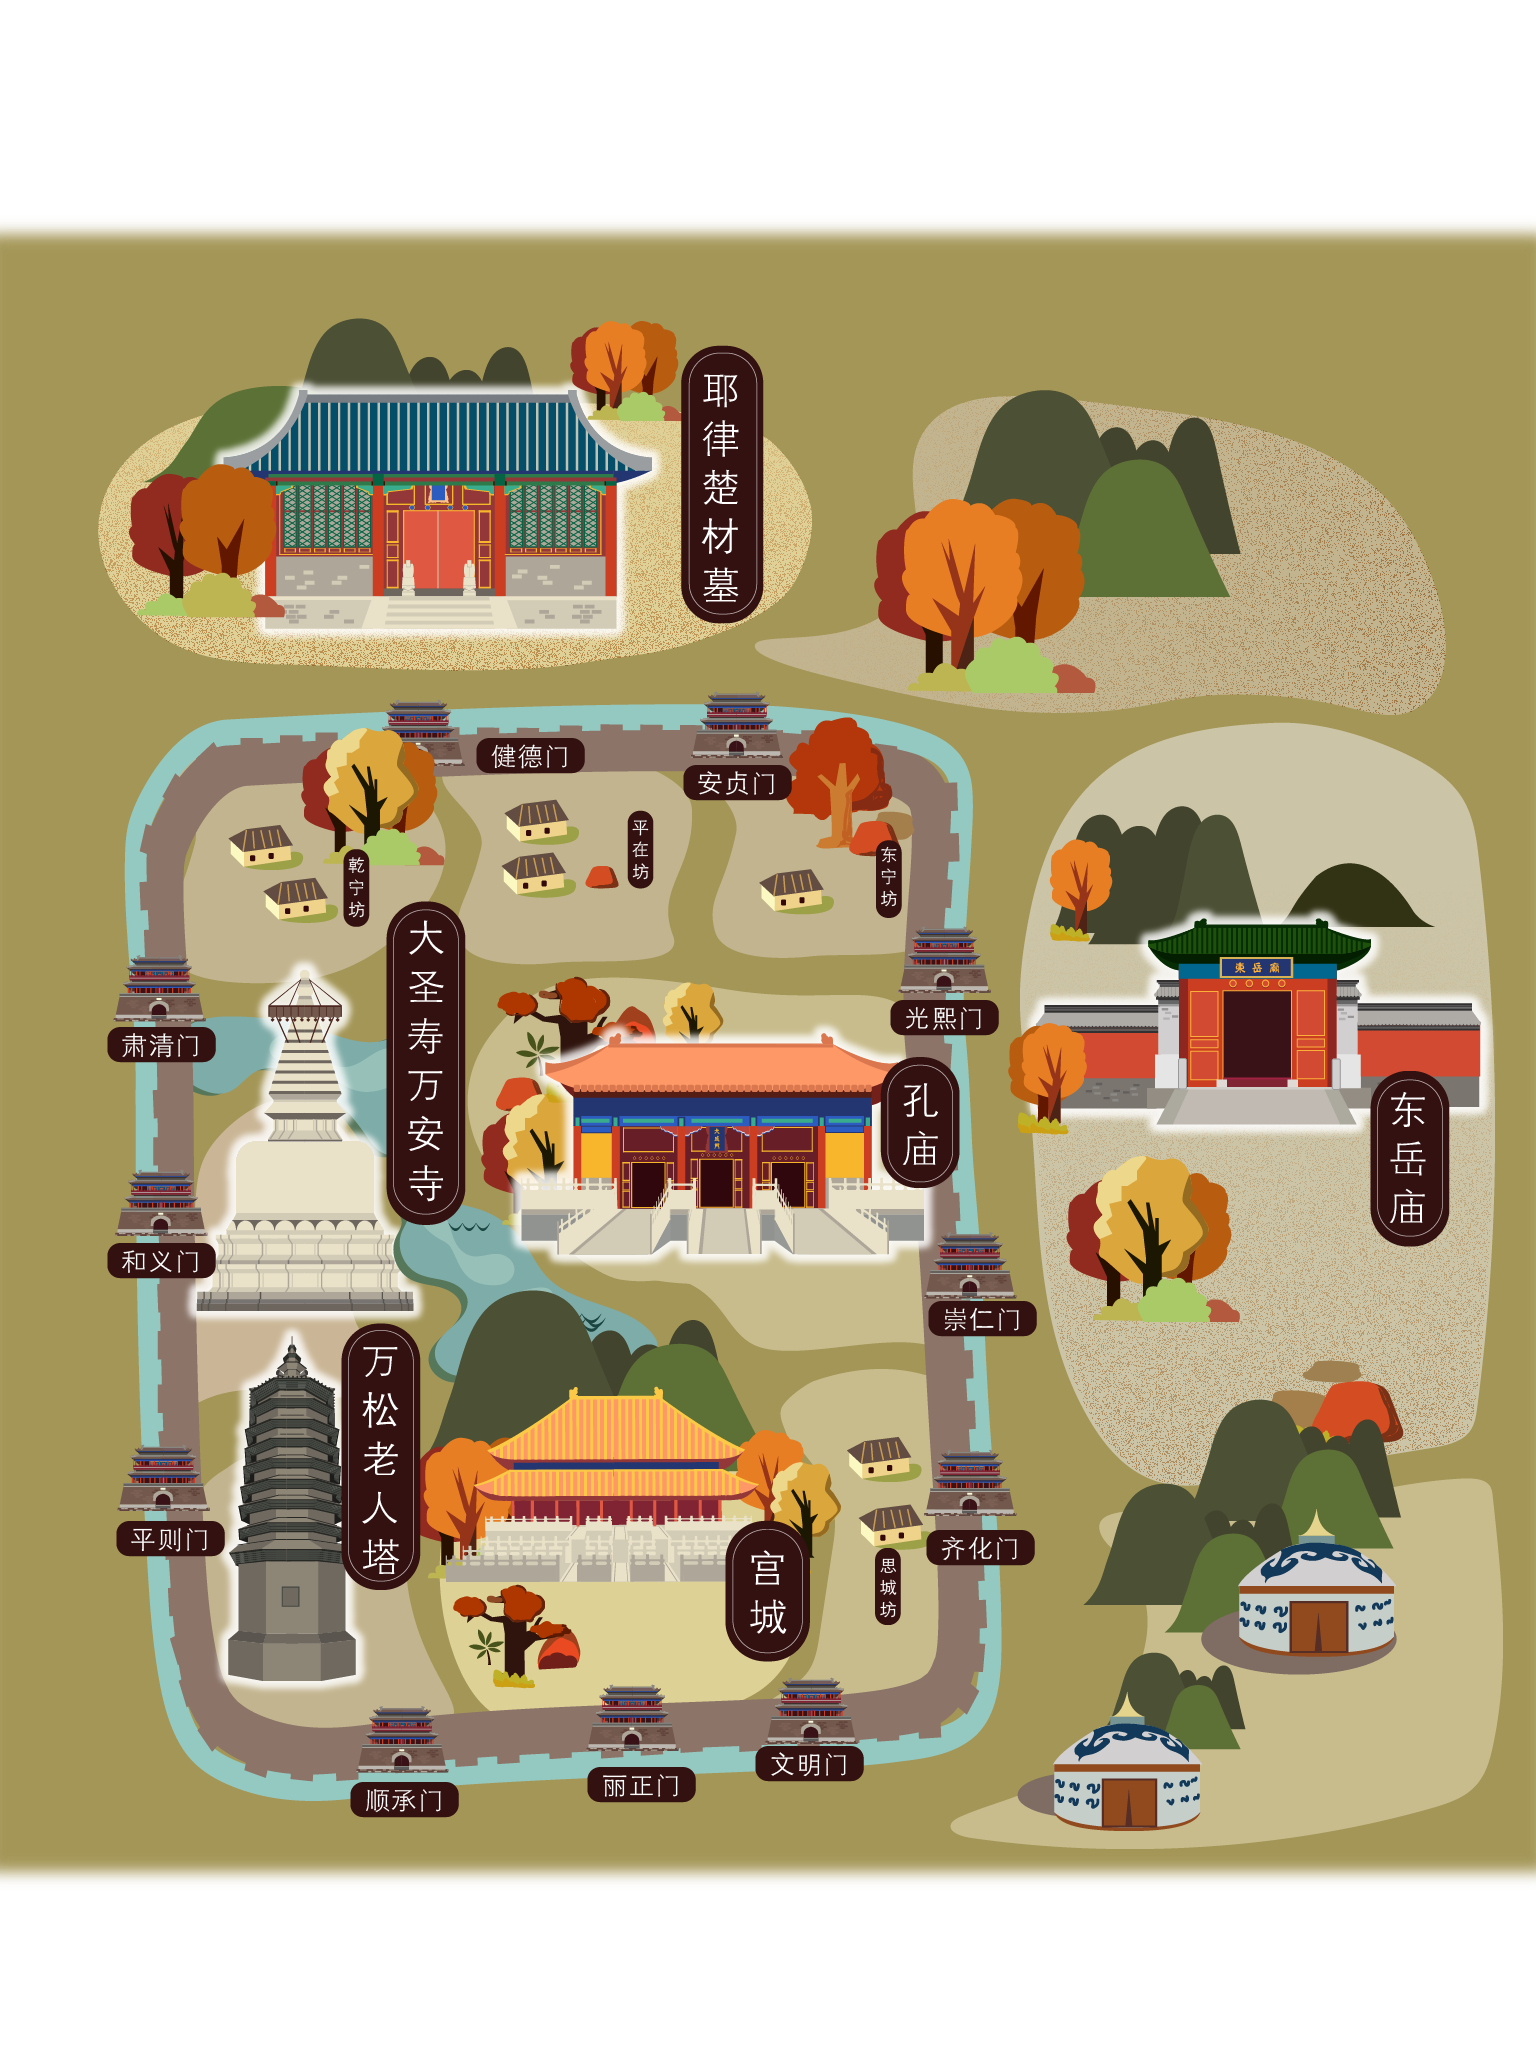 耶律楚材墓
健德门
安贞门
平在坊
东宁坊
乾宁坊
大圣寿万安寺
東岳廟
光熙门
肃清门
孔庙
大成門
东岳庙
和义门
崇仁门
万松老人塔
平则门
齐化门
宫城
思城坊
文明门
丽正门
顺承门